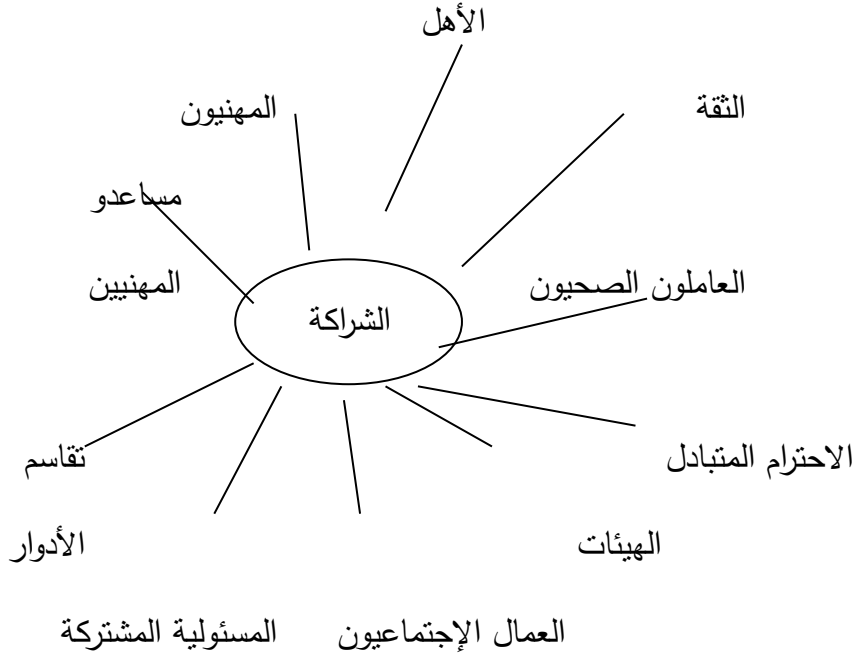 الأهل
الثقة
المهنيون
مساعدو
العاملون الصحيون
المهنيين
الشراكة
الاحترام المتبادل
تقاسم
الهيئات
الأدوار
العمال الإجتماعيون
المسئولية المشتركة